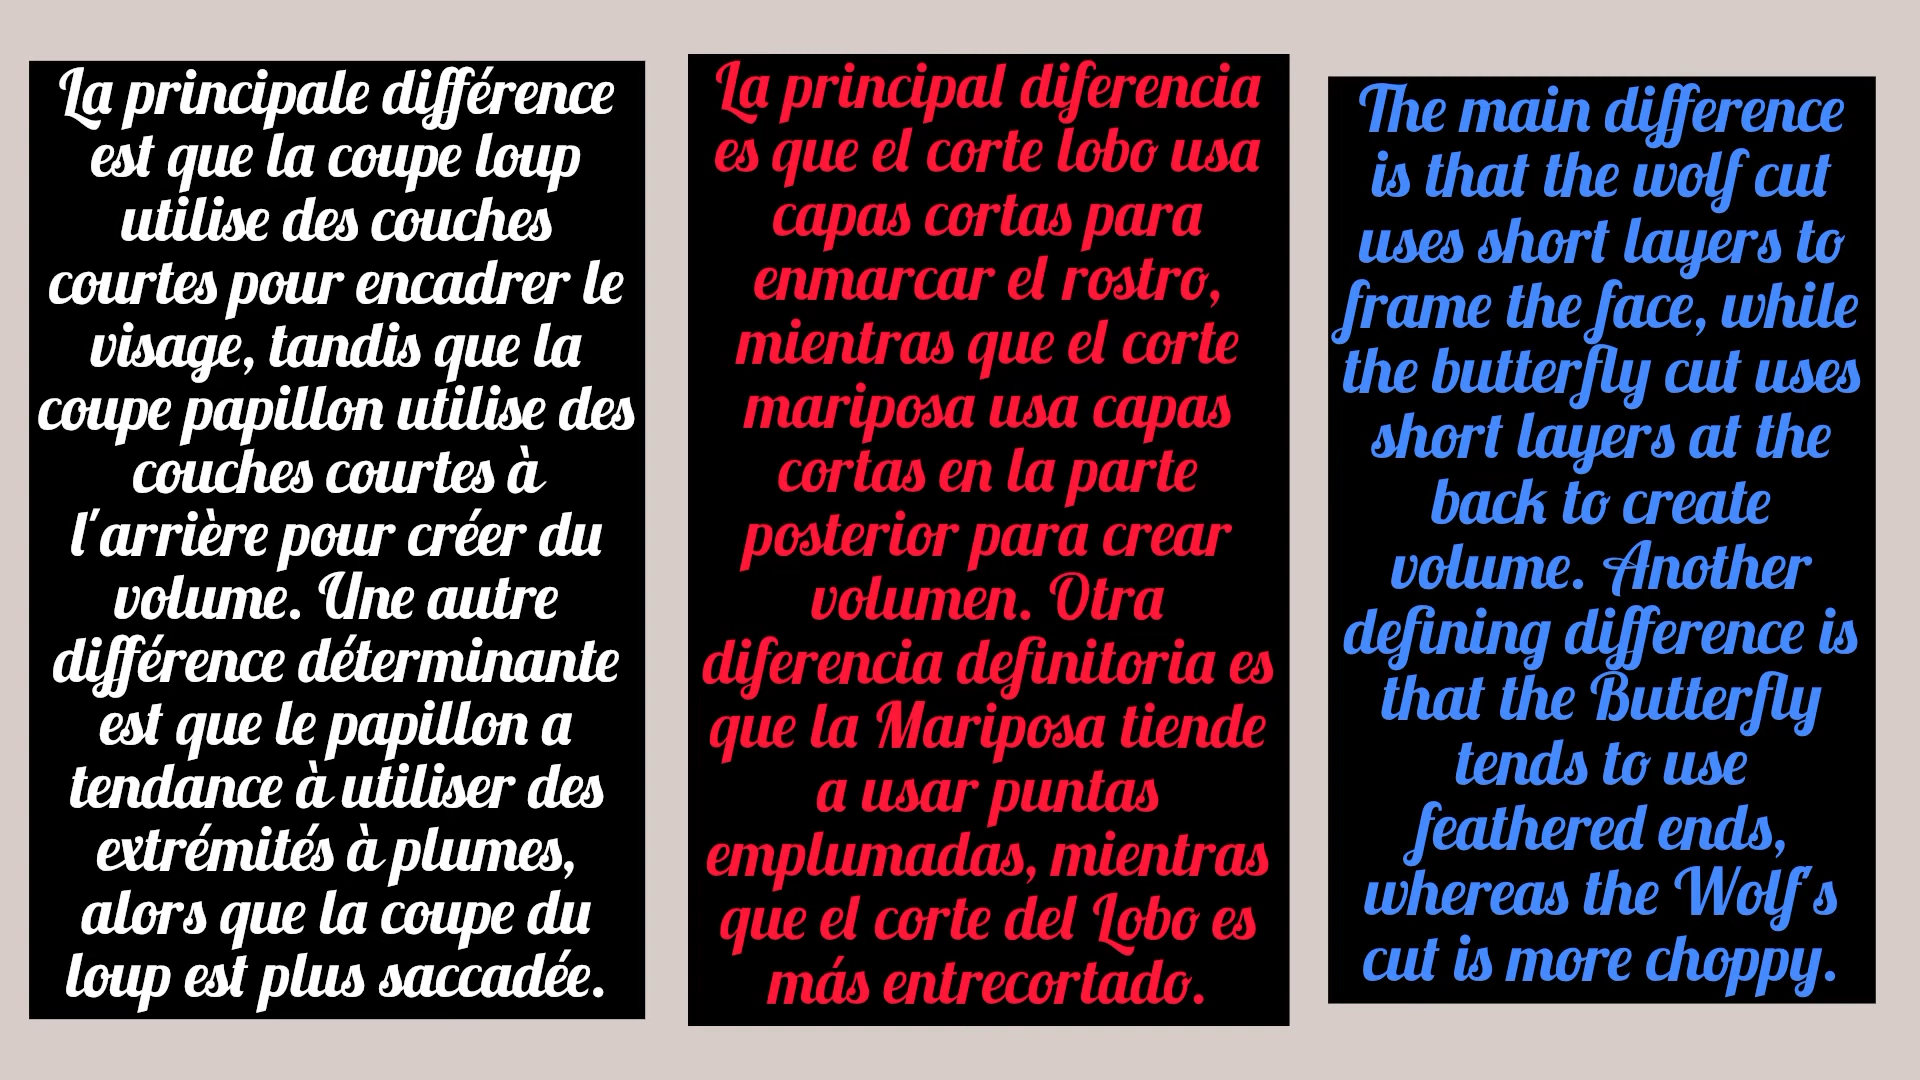 La principale différence
est que la coupe loup
utilise des couches
courtes pour encadrer le
visage, tandis que la
coupe papillon utilise des
couches courtes à
l'arrière pour créer du
volume. Une autre
différence déterminante
est que le papillon a
tendance à utiliser des
extrémités à plumes,
alors que la coupe du
loup est plus saccadée.
La principal diferencia
es que el corte lobo usa
capas cortas para
enmarcar el rostro,
mientras que el corte
mariposa usa capas
cortas en la parte
posterior para crear
volumen. Otra
diferencia definitoria es
que la Mariposa tiende
a usar puntas
emplumadas, mientras
que el corte del Lobo es
más entrecortado.
The main difference
is that the wolf cut
uses short layers to
frame the face, while
the butterfly cut uses
short layers at the
back to create
volume. Another
defining difference is
that the Butterfly
tends to use
feathered ends,
whereas the Wolf's
cut is more choppy.